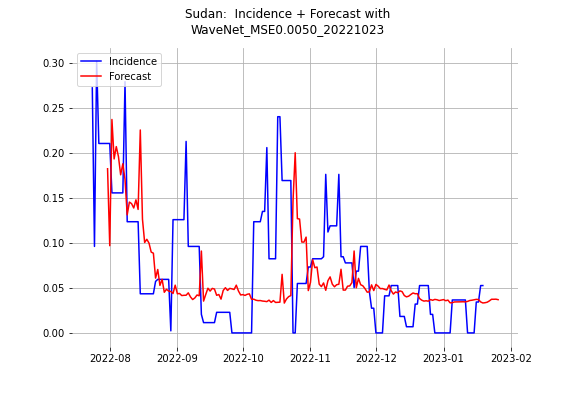 Sudan:  Incidence + Forecast with
WaveNet_MSE0.0050_20221023
Incidence
Forecast
0.30
0.25
0.20
0.15
0.10
0.05
0.00
2022-08 2022-09 2022-10 2022-11 2022-12 2023-01 2023-02